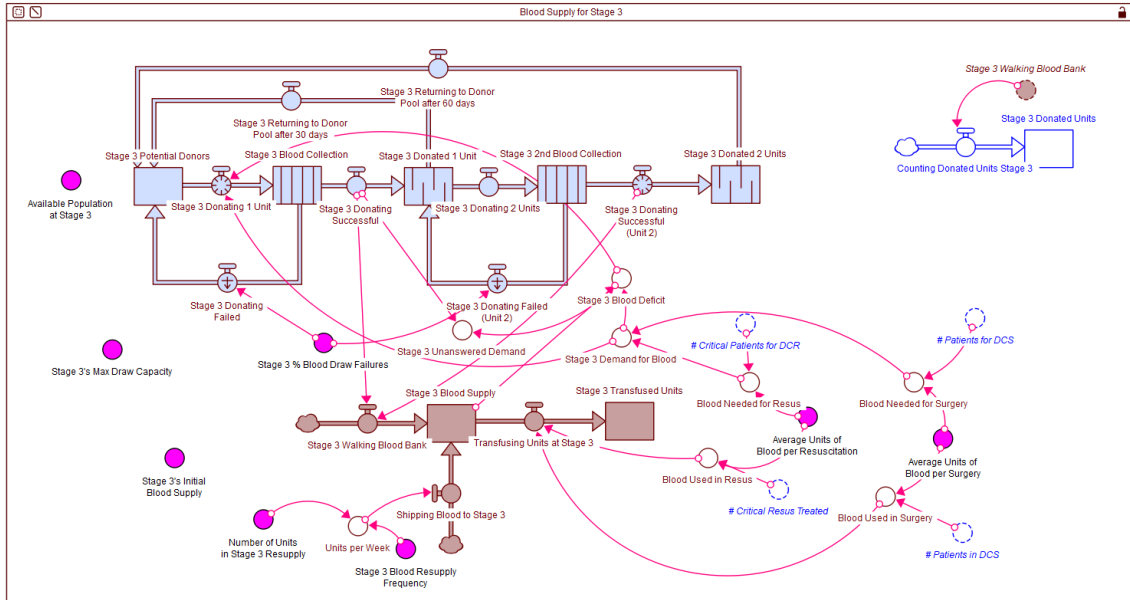 Blood Supply for Stage 3
Stage 3 Walking Blood Bank
Stage 3 Returning to Donor
Pool after 60 days
Stage 3 Returning to Donor
Pool after 30 days
Stage 3 Donated Units
Counting Donated Units Stage 3
Stage 3 Potential Donors
Stage 3 Blood Collection
Stage 3 Donated 1 Unit
Stage 3 2nd Blood Collection
Stage 3 Donated 2 Units
Available Population
at Stage 3
Stage 3 Donating 1 Unit
Stage 3 Donating
Successful
Stage 3 Donating 2 Units
Stage 3 Donating
Successful
(Unit 2)
Stage 3 Donating
Failed
Stage 3 Donating Failed
(Unit 2)
Stage 3 Blood Deficit
Stage 3's Max Draw Capacity
Stage 3 % Blood Draw Failures
Stage 3 Unanswered Demand
Stage 3 Demand for Blood
# Critical Patients for DCR
# Patients for DCS
Stage 3 Blood Supply
Stage 3 Transfused Units
Blood Needed for Resus
Blood Needed for Surgery
Stage 3 Walking Blood Bank
Transfusing Units at Stage 3
Average Units of
Blood per Resuscitation
Average Units of
Blood per Surgery
Stage 3's Initial
Blood Supply
Blood Used in Resus
# Critical Resus Treated
Blood Used in Surgery
Shipping Blood to Stage 3
Number of Units
in Stage 3 Resupply
Units per Week
Stage 3 Blood Resupply
Frequency
# Patients in DCS